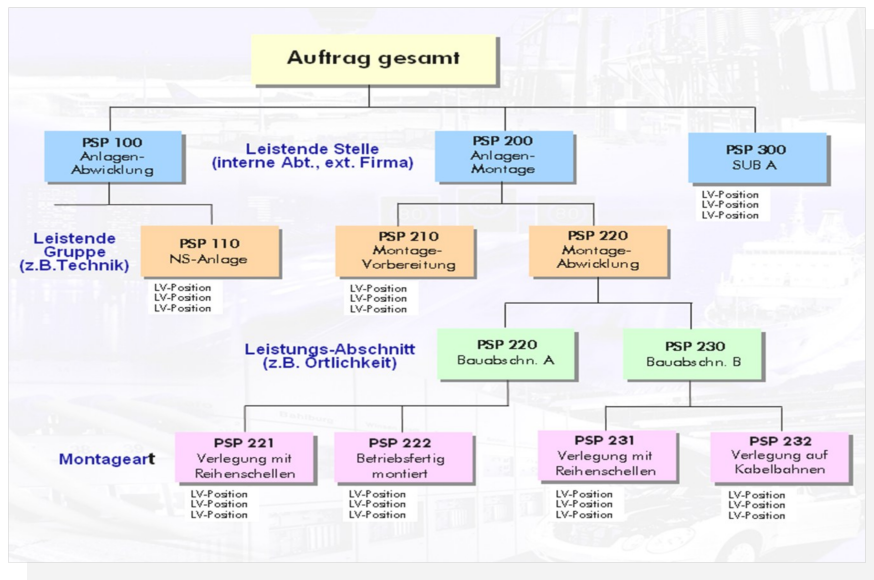 Auftrag gesamt
PSP 100
Anlagen-
Abwicklung
Leistende Stelle
(interne Abt., ext. Firma)
PSP 200
Anlagen-
Montage
PSP 300
SUB A
LV-Position
LV-Position
LV-Position
Leistende
Gruppe
(z.B.Technik)
PSP 110
NS-Anlage
LV-Position
LV-Position
LV-Position
PSP 210
Montage-
Vorbereitung
LV-Position
LV-Position
LV-Position
PSP 220
Montage-
Abwicklung
Leistungs-Abschnitt
(z.B. Örtlichkeit)
PSP 220
Bauabschn. A
PSP 230
Bauabschn. B
Montageart
PSP 221
Verlegung mit
Reihenschellen
LV-Position
LV-Position
LV-Position
PSP 222
Betriebsfertig
montiert
LV-Position
LV-Position
LV-Position
PSP 231
Verlegung mit
Reihenschellen
LV-Position
LV-Position
LV-Position
PSP 232
Verlegung auf
Kabelbahnen
LV-Position
LV-Position
LV-Position